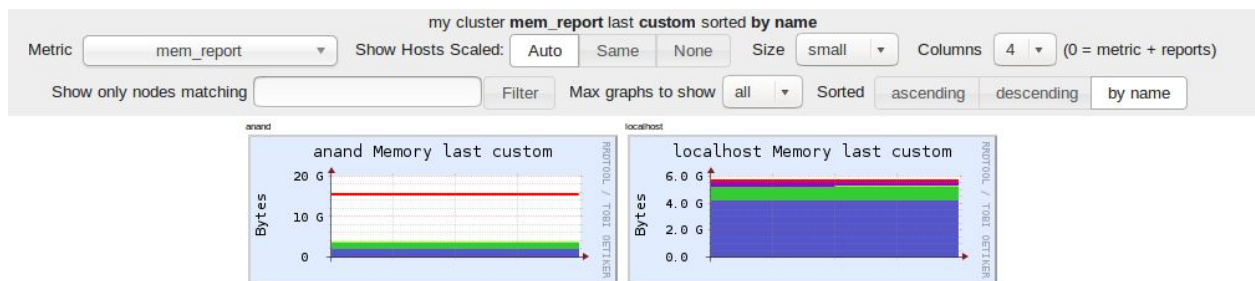 my cluster mem_report last custom sorted by name
Metric mem_report Show Hosts Scaled: Auto Same None Size small Columns 4 (0 = metric + reports)
Show only nodes matching Filter Max graphs to show all Sorted ascending descending by name
anand
anand Memory last custom
Bytes
20 G
10 G
0
RRDTOOL / TOBI OETIKER
localhost
localhost Memory last custom
Bytes
6.0 G
4.0 G
2.0 G
0.0
RRDTOOL / TOBI OETIKER